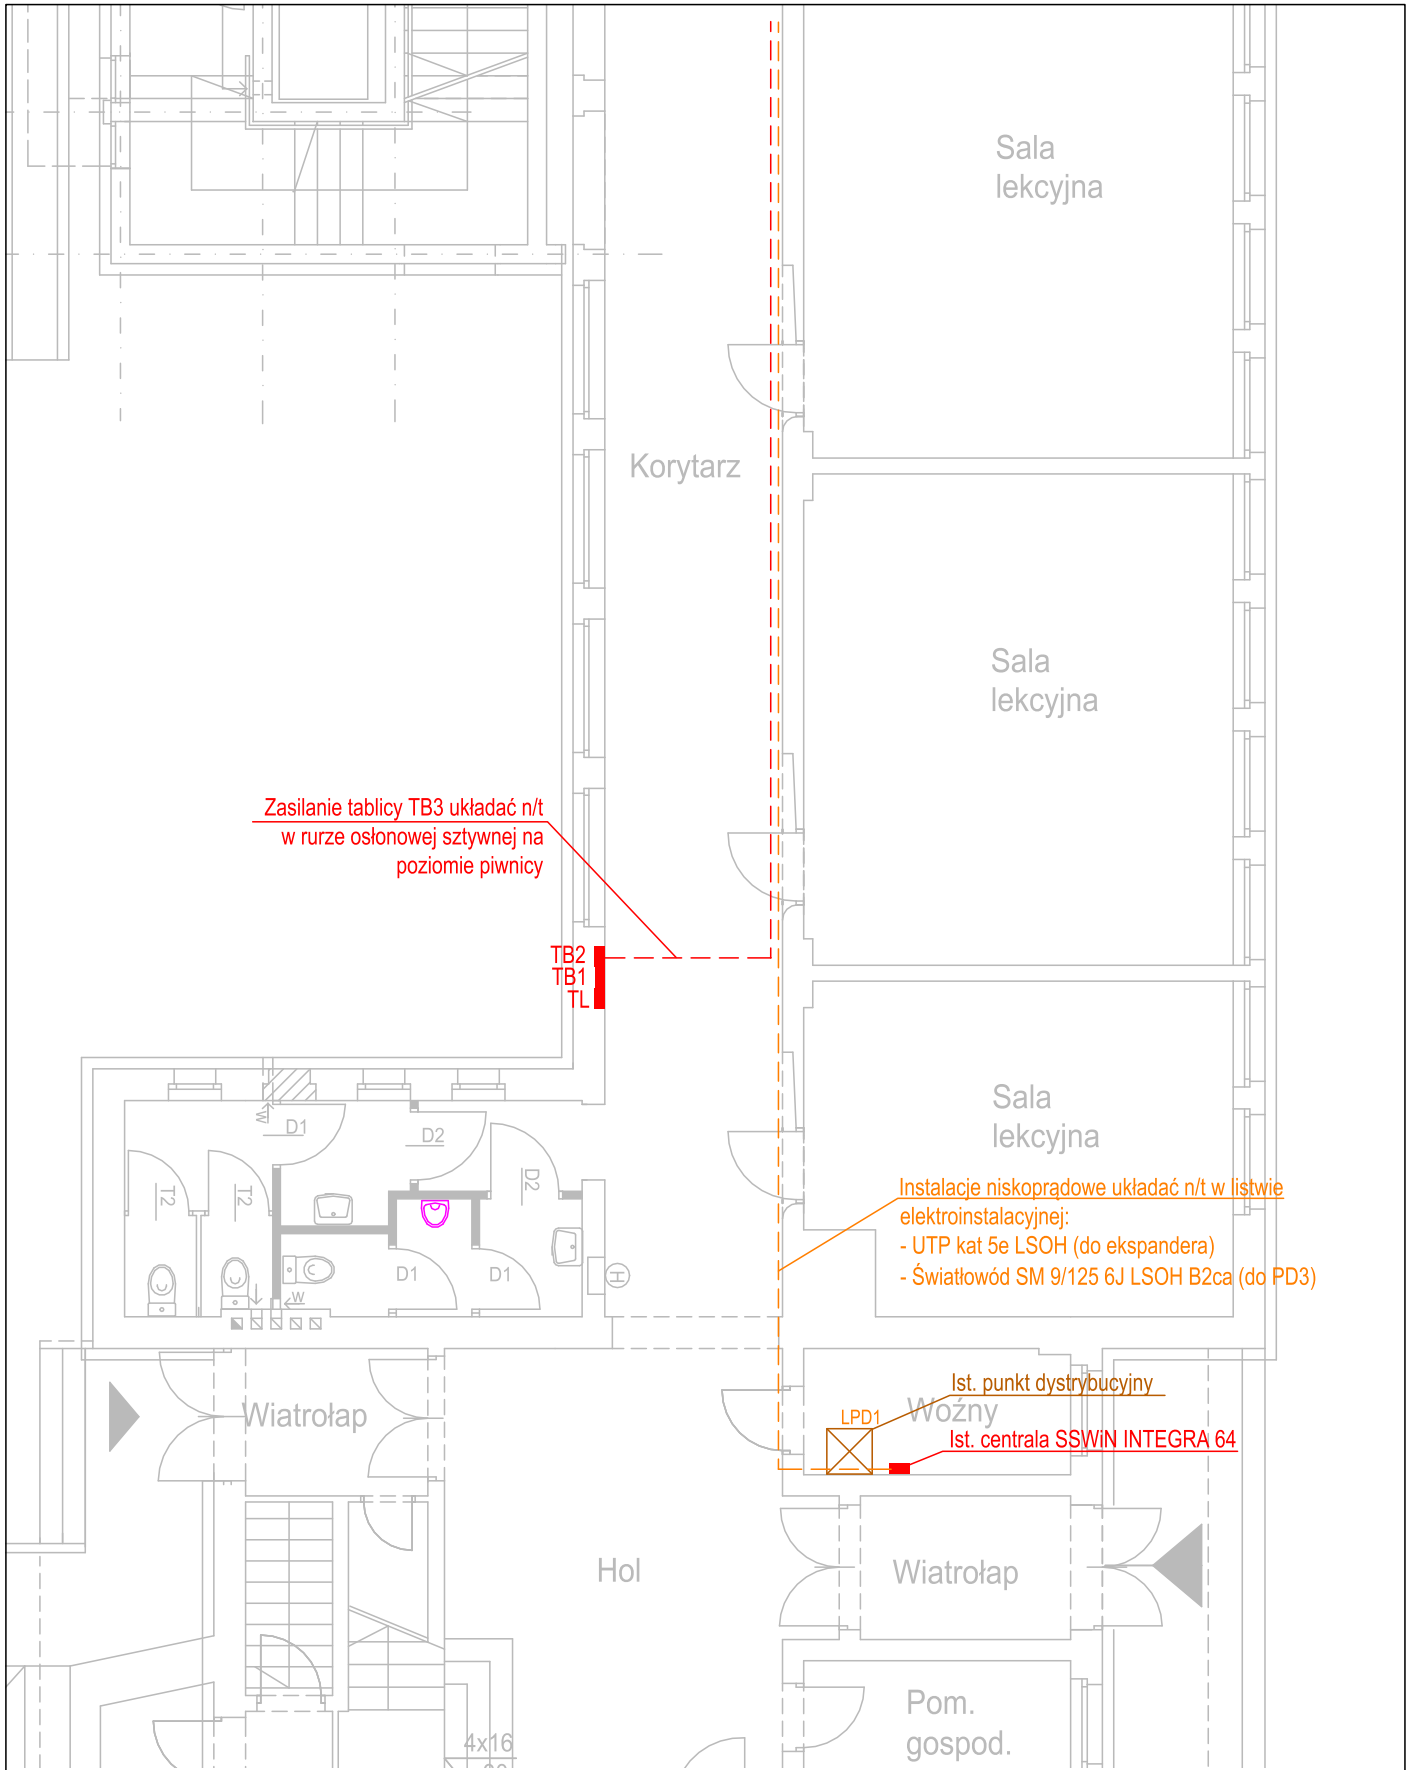 Sala
lekcyjna
Korytarz
Sala
lekcyjna
Zasilanie tablicy TB3 układać n/t
w rurze osłonowej sztywnej na
poziomie piwnicy
TB2
TB1
TL
Sala
lekcyjna
W
D1
D2
D2
T2
T2
Instalacje niskoprądowe układać n/t w listwie
elektroinstalacyjnej:
- UTP kat 5e LSOH (do ekspandera)
- Światłowód SM 9/125 6J LSOH B2ca (do PD3)
D1
D1
H
W
Ist. punkt dystrybucyjny
Wiatrołap
LPD1
Woźny
Ist. centrala SSWiN INTEGRA 64
Hol
Wiatrołap
Pom.
gospod.
4x16